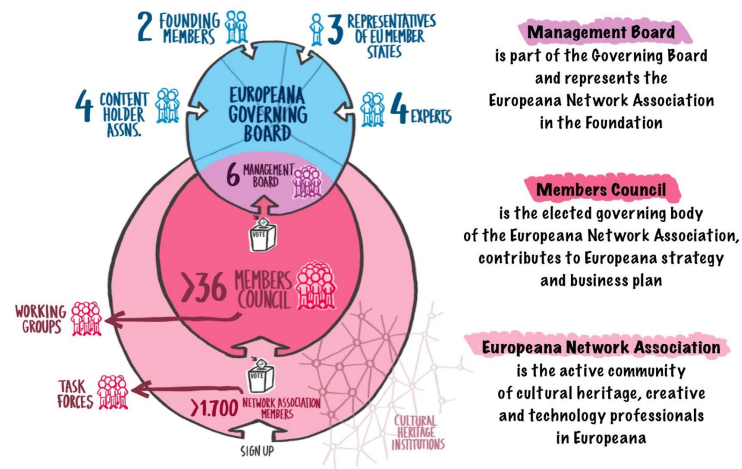 2 FOUNDING
MEMBERS
3 REPRESENTATIVES
OF EU MEMBER
STATES
4 CONTENT
HOLDER
ASSNS.
EUROPEANA
GOVERNING
BOARD
4 EXPERTS
6 MANAGEMENT
BOARD
VOTE
>36 MEMBERS
COUNCIL
WORKING
GROUPS
VOTE
TASK
FORCES
>1.700 NETWORK ASSOCIATION
MEMBERS
CULTURAL
HERITAGE
INSTITUTIONS
SIGN UP
Management Board
is part of the Governing Board
and represents the
Europeana Network Association
in the Foundation
Members Council
is the elected governing body
of the Europeana Network Association,
contributes to Europeana strategy
and business plan
Europeana Network Association
is the active community
of cultural heritage, creative
and technology professionals
in Europeana